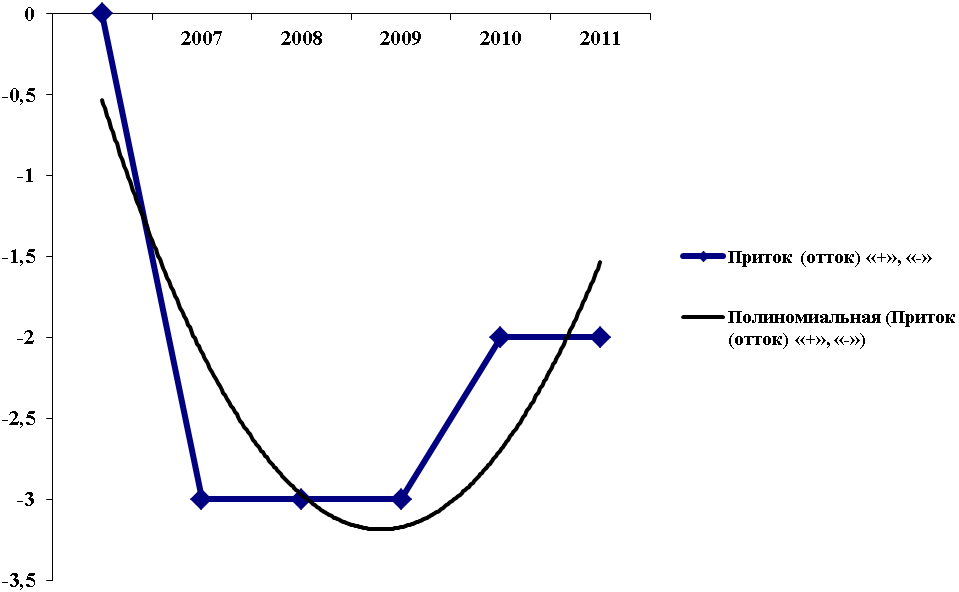 0
2007 2008 2009 2010 2011
-0,5
-1
-1,5
-2
-2,5
-3
-3,5
Приток (отток) «+», «-»
Полиномиальная (Приток
(отток) «+», «-»)